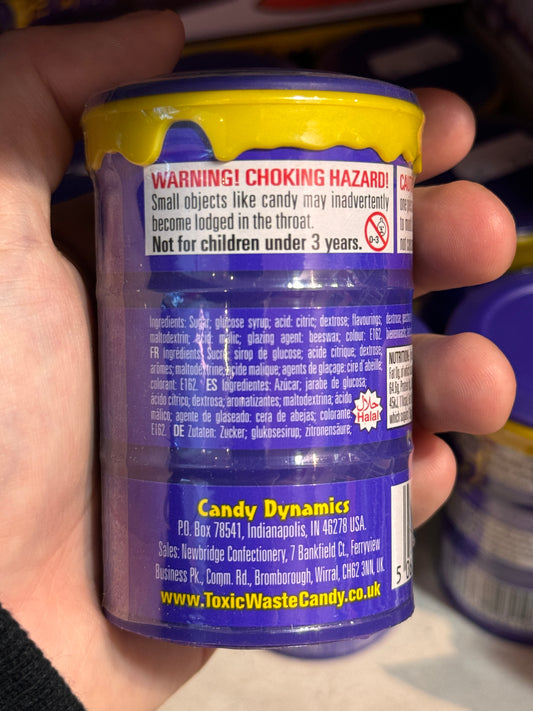 WARNING! CHOKING HAZARD!
Small objects like candy may inadvertently
become lodged in the throat.
Not for children under 3 years.
0-3
Ingredients: Sugar, glucose syrup; acid: citric; dextrose; flavourings;
maltodextrin; acid: malic; glazing agent: beeswax; colour: E162.
FR Ingrédients: Sucre, sirop de glucose; acide citrique; dextrose;
arômes; maltodextrine; acide malique; agents de glaçage: cire d'abeille;
colorant: E162. ES Ingredientes: Azúcar; jarabe de glucosa;
ácido cítrico; dextrosa; aromatizantes; maltodextrina; ácido
málico; agente de glaseado: cera de abejas; colorante:
E162. DE Zutaten: Zucker; glukosesirup; zitronensäure;
حلال
Halal
Candy Dynamics
P.O. Box 78541, Indianapolis, IN 46278 USA.
Sales: Newbridge Confectionery, 7 Bankfield Ct., Ferryview
Business Pk., Comm. Rd., Bromborough, Wirral, CH62 3NN, UK.
www.ToxicWasteCandy.co.uk
5